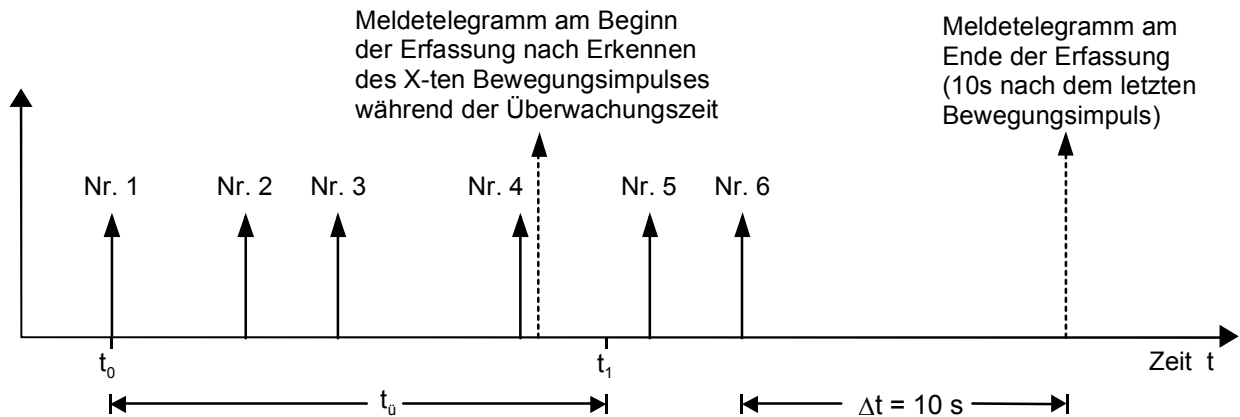 Meldetelegramm am Beginn
der Erfassung nach Erkennen
des X-ten Bewegungsimpulses
während der Überwachungszeit
Meldetelegramm am
Ende der Erfassung
(10s nach dem letzten
Bewegungsimpuls)
Nr. 1
Nr. 2
Nr. 3
Nr. 4
Nr. 5
Nr. 6
t₀
t₁
Zeit t
tü
Δt = 10 s